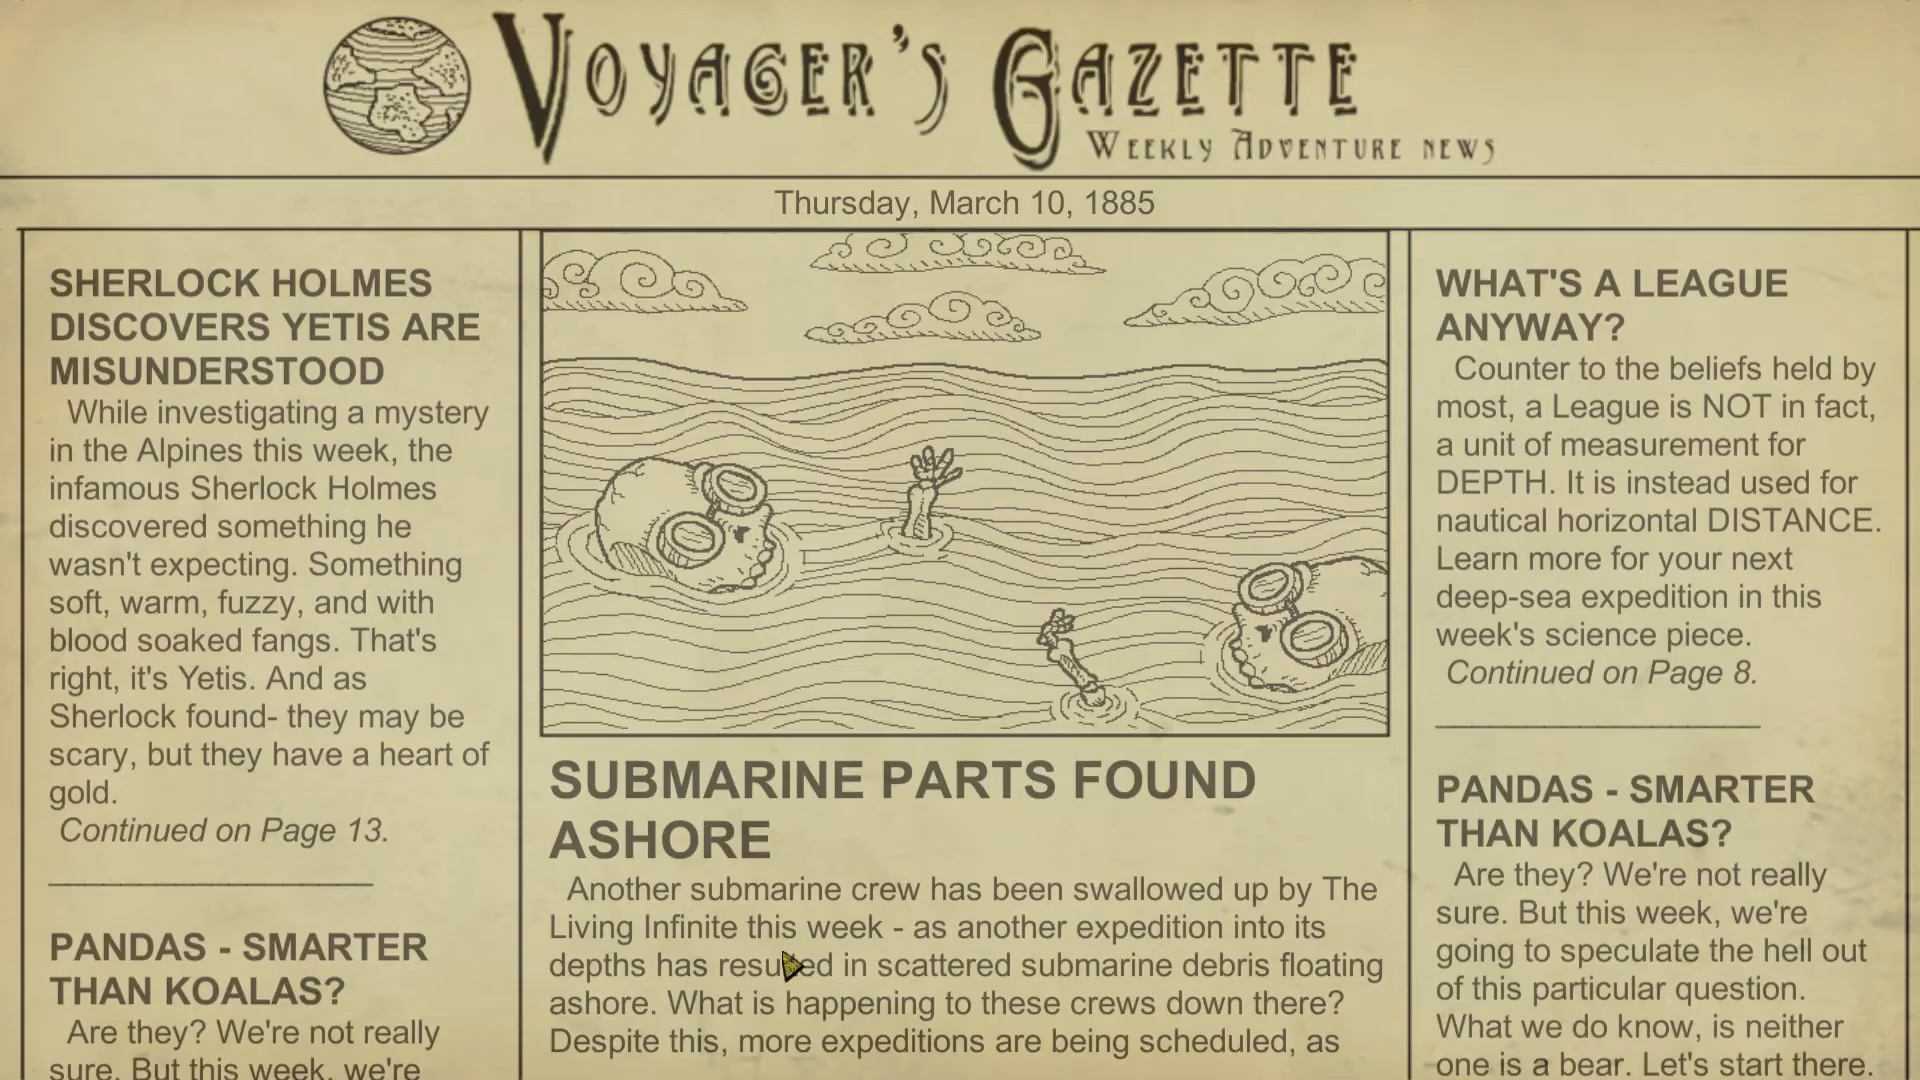 VOYAGER'S GAZETTE
WEEKLY ADVENTURE NEWS
Thursday, March 10, 1885
SHERLOCK HOLMES
DISCOVERS YETIS ARE
MISUNDERSTOOD
While investigating a mystery
in the Alpines this week, the
infamous Sherlock Holmes
discovered something he
wasn't expecting. Something
soft, warm, fuzzy, and with
blood soaked fangs. That's
right, it's Yetis. And as
Sherlock found- they may be
scary, but they have a heart of
gold.
Continued on Page 13.
PANDAS - SMARTER
THAN KOALAS?
Are they? We're not really
sure. But this week, we're
SUBMARINE PARTS FOUND
ASHORE
Another submarine crew has been swallowed up by The
Living Infinite this week - as another expedition into its
depths has resulted in scattered submarine debris floating
ashore. What is happening to these crews down there?
Despite this, more expeditions are being scheduled, as
WHAT'S A LEAGUE
ANYWAY?
Counter to the beliefs held by
most, a League is NOT in fact,
a unit of measurement for
DEPTH. It is instead used for
nautical horizontal DISTANCE.
Learn more for your next
deep-sea expedition in this
week's science piece.
Continued on Page 8.
PANDAS - SMARTER
THAN KOALAS?
Are they? We're not really
sure. But this week, we're
going to speculate the hell out
of this particular question.
What we do know, is neither
one is a bear. Let's start there.